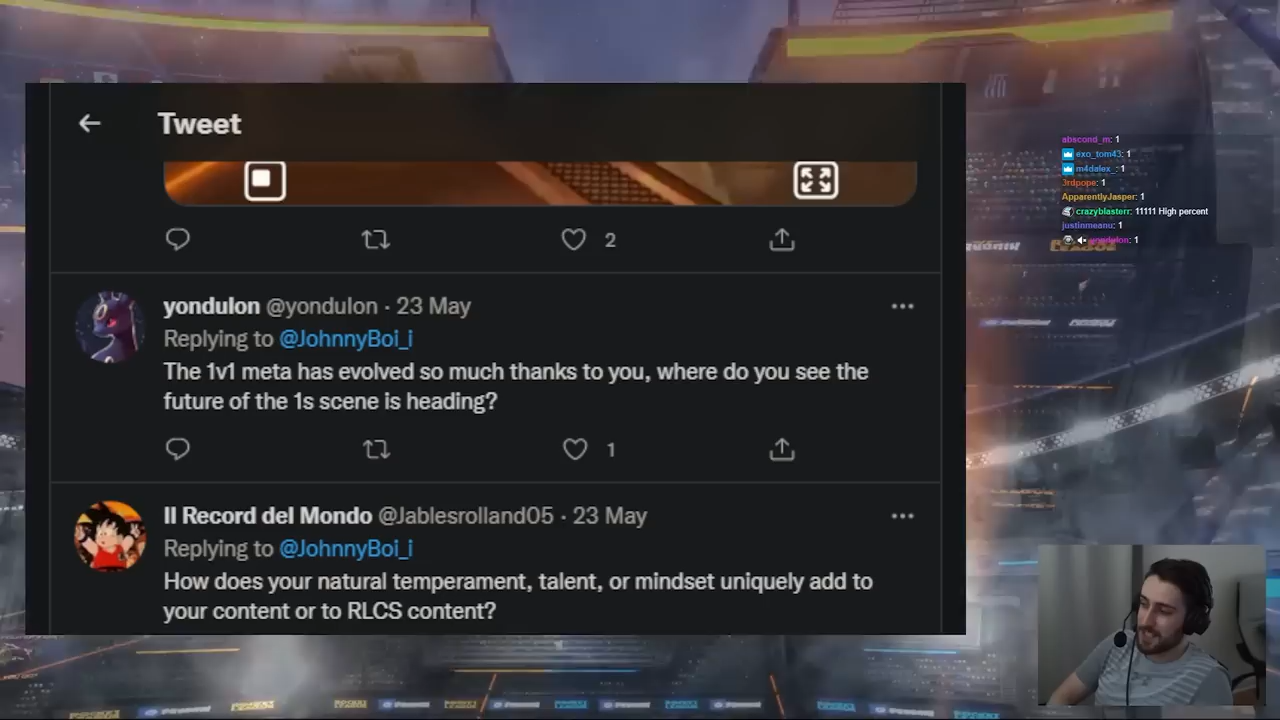 Tweet
2
yondulon @yondulon · 23 May
Replying to @JohnnyBoi_i
The 1v1 meta has evolved so much thanks to you, where do you see the
future of the 1s scene is heading?
1
Il Record del Mondo @Jablesrolland05 · 23 May
Replying to @JohnnyBoi_i
How does your natural temperament, talent, or mindset uniquely add to
your content or to RLCS content?
abscond_m: 1
exo_tom43: 1
m4dalex_: 1
3rdpope: 1
ApparentlyJasper: 1
crazyblasterr: 11111 High percent
justinmeanu: 1
yondulon: 1